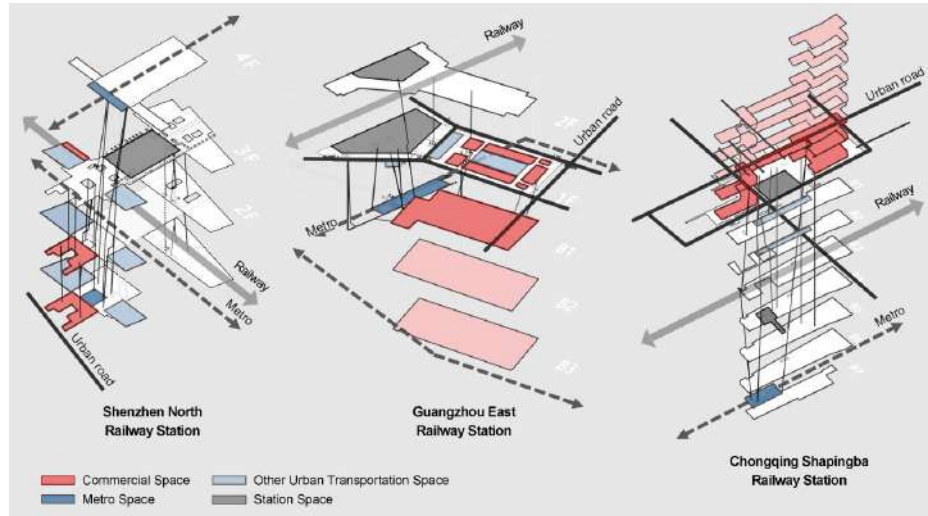 4F
3F
2F
Railway
Metro
Urban road
Shenzhen North
Railway Station
Railway
2F
Urban road
1F
Metro
B1
B2
B3
Guangzhou East
Railway Station
Urban road
Railway
Metro
Chongqing Shapingba
Railway Station
Commercial Space
Other Urban Transportation Space
Metro Space
Station Space